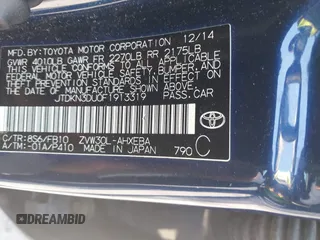 MFD. BY: TOYOTA MOTOR CORPORATION 12/14
GVWR 4010LB GAWR FR 2270LB RR 2175LB
THIS VEHICLE CONFORMS TO ALL APPLICABLE
FEDERAL MOTOR VEHICLE SAFETY, BUMPER, AND
THEFT PREVENTION STANDARDS IN EFFECT ON THE DATE
OF MANUFACTURE SHOWN ABOVE.
JTDKN3DU0F1913319 PASS. CAR
C/TR: 8S6/FB10 ZVW30L-AHXEBA
A/TM: -01A/P410 MADE IN JAPAN 790 C
TOYOTA
DREAMBID